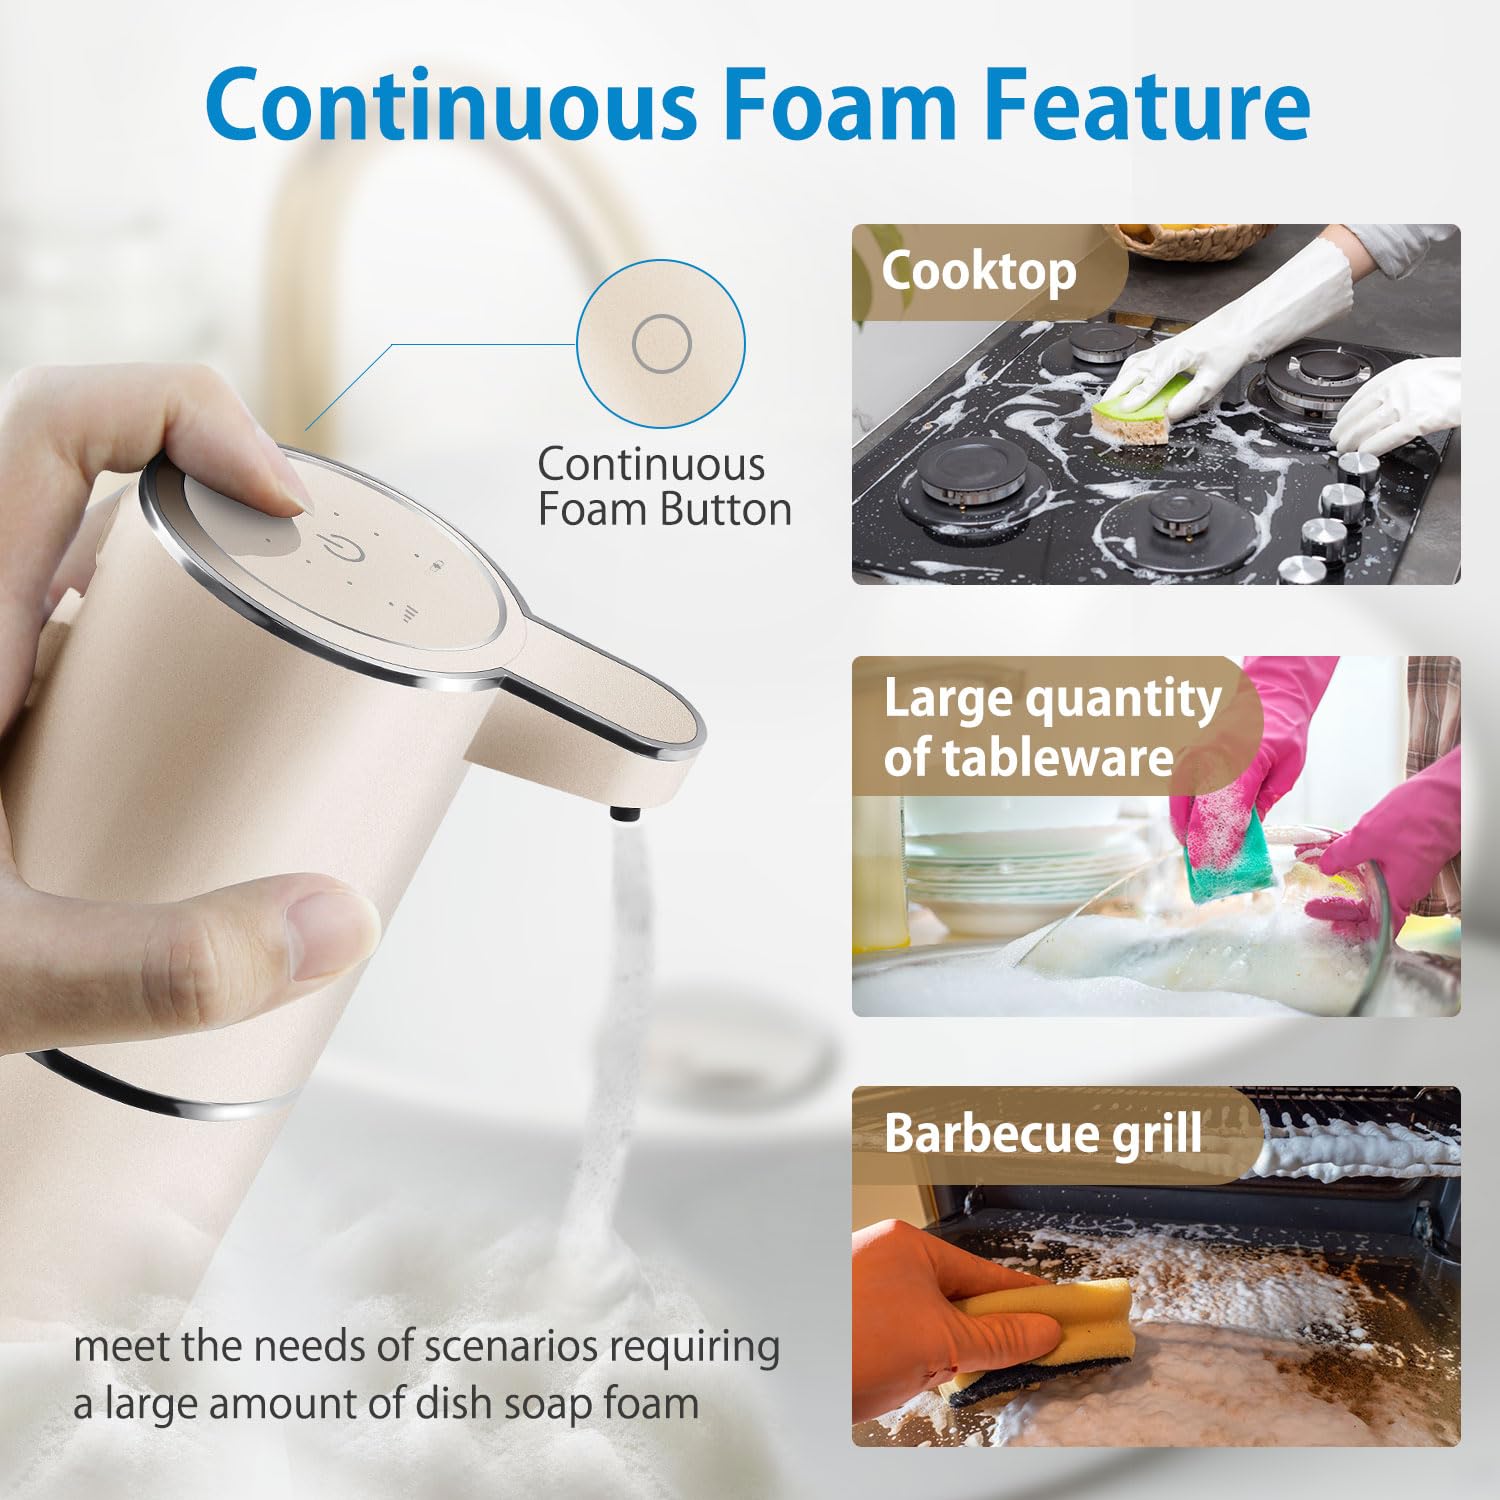 Continuous Foam Feature
Continuous
Foam Button
Cooktop
Large quantity
of tableware
Barbecue grill
meet the needs of scenarios requiring
a large amount of dish soap foam